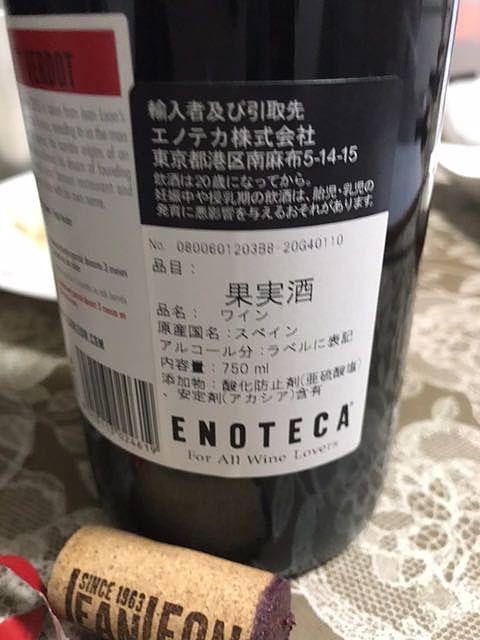 VERDOT
輸入者及び引取先
エノテカ株式会社
東京都港区南麻布5-14-15
飲酒は20歳になってから。
妊娠中や授乳期の飲酒は、胎児・乳児の
発育に悪影響を与えるおそれがあります。
No. 0800601203B8-20G40110
品目:
果実酒
品名: ワイン
原産国名:スペイン
アルコール分:ラベルに表記
内容量:750 ml
添加物:酸化防止剤(亜硫酸塩)
、安定剤(アカシア)含有
ENOTECA
For All Wine Lovers
SINCE 1963
JEAN LEON